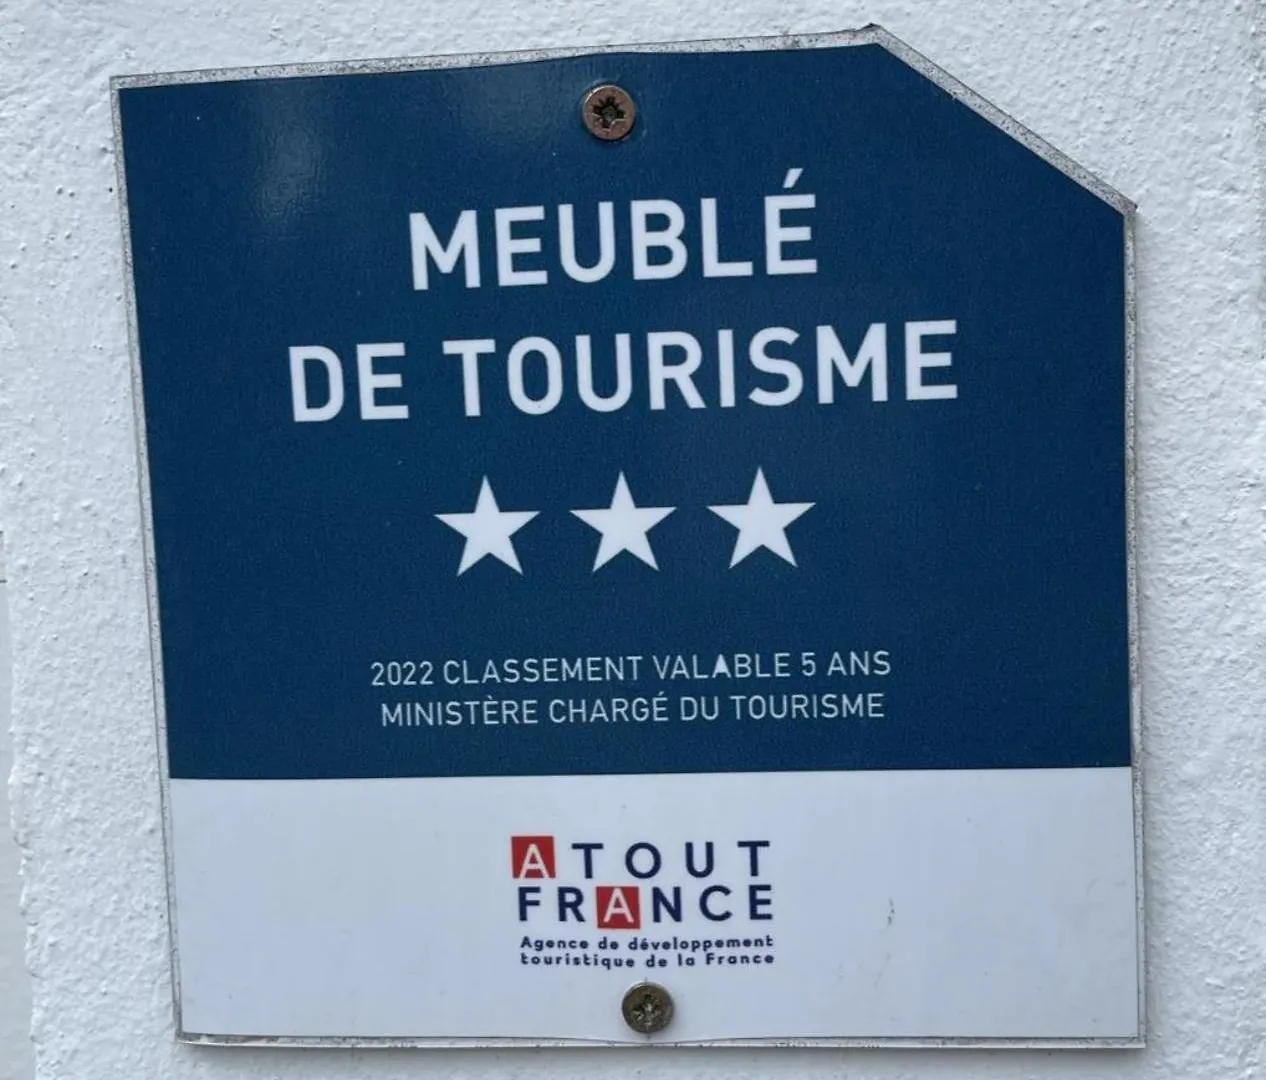 MEUBLÉ
DE TOURISME
2022 CLASSEMENT VALABLE 5 ANS
MINISTÈRE CHARGÉ DU TOURISME
ATOUT
FRANCE
Agence de développement
touristique de la France